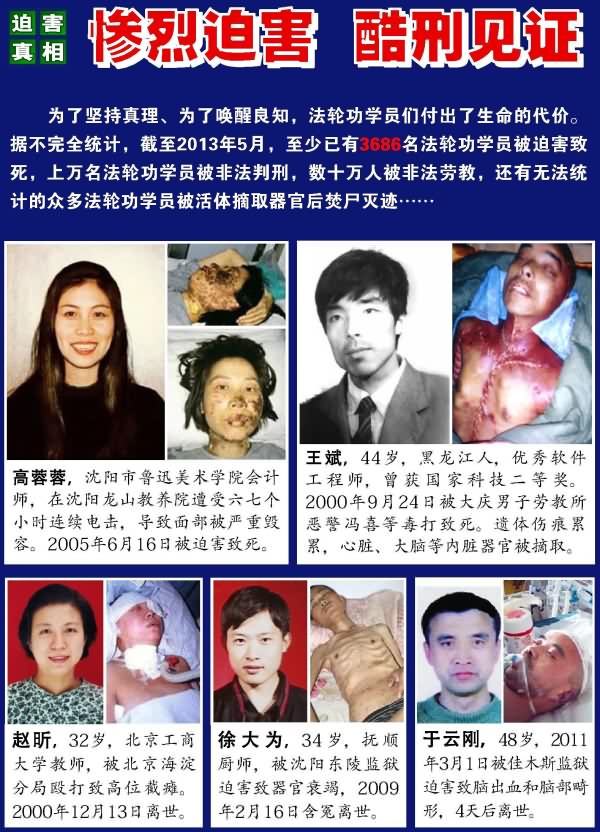 迫害
真相
惨烈迫害 酷刑见证
为了坚持真理、为了唤醒良知，法轮功学员们付出了生命的代价。
据不完全统计，截至2013年5月，至少已有3686名法轮功学员被迫害致
死，上万名法轮功学员被非法判刑，数十万人被非法劳教，还有无法统
计的众多法轮功学员被活体摘取器官后焚尸灭迹……
高蓉蓉，沈阳市鲁迅美术学院会计
师，在沈阳龙山教养院遭受六七个
小时连续电击，导致面部被严重毁
容。2005年6月16日被迫害致死。
王斌，44岁，黑龙江人，优秀软件
工程师，曾获国家科技二等奖。
2000年9月24日被大庆男子劳教所
恶警冯喜等毒打致死。遗体伤痕累
累，心脏、大脑等内脏器官被摘取。
赵昕，32岁，北京工商
大学教师，被北京海淀
分局殴打致高位截瘫。
2000年12月13日离世。
徐大为，34岁，抚顺
厨师，被沈阳东陵监狱
迫害致器官衰竭，2009
年2月16日含冤离世。
于云刚，48岁，2011
年3月1日被佳木斯监狱
迫害致脑出血和脑部畸
形，4天后离世。